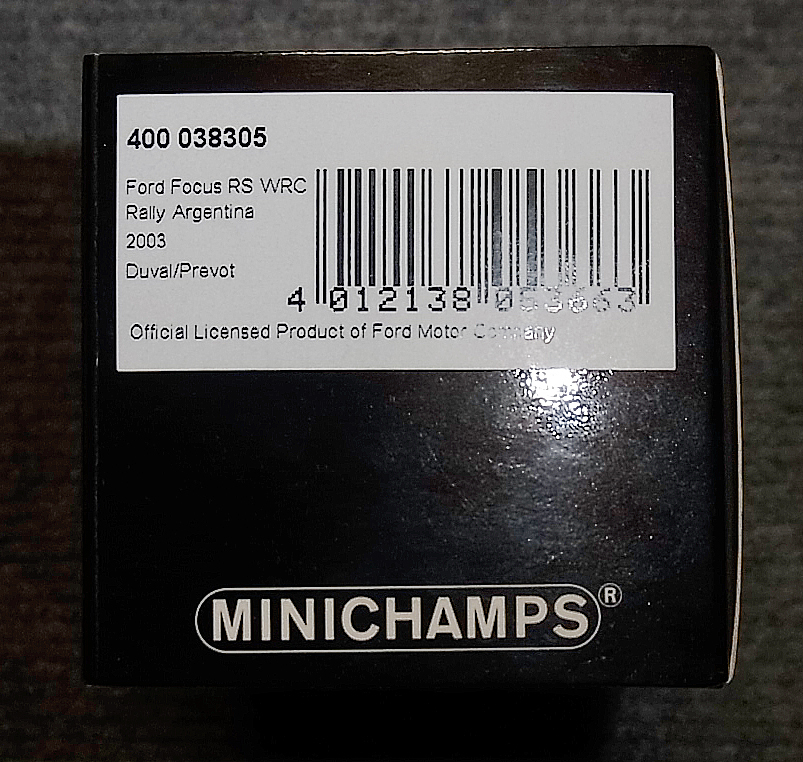 400 038305
Ford Focus RS WRC
Rally Argentina
2003
Duval/Prevot
4 012138 053663
Official Licensed Product of Ford Motor Company
MINICHAMPS®